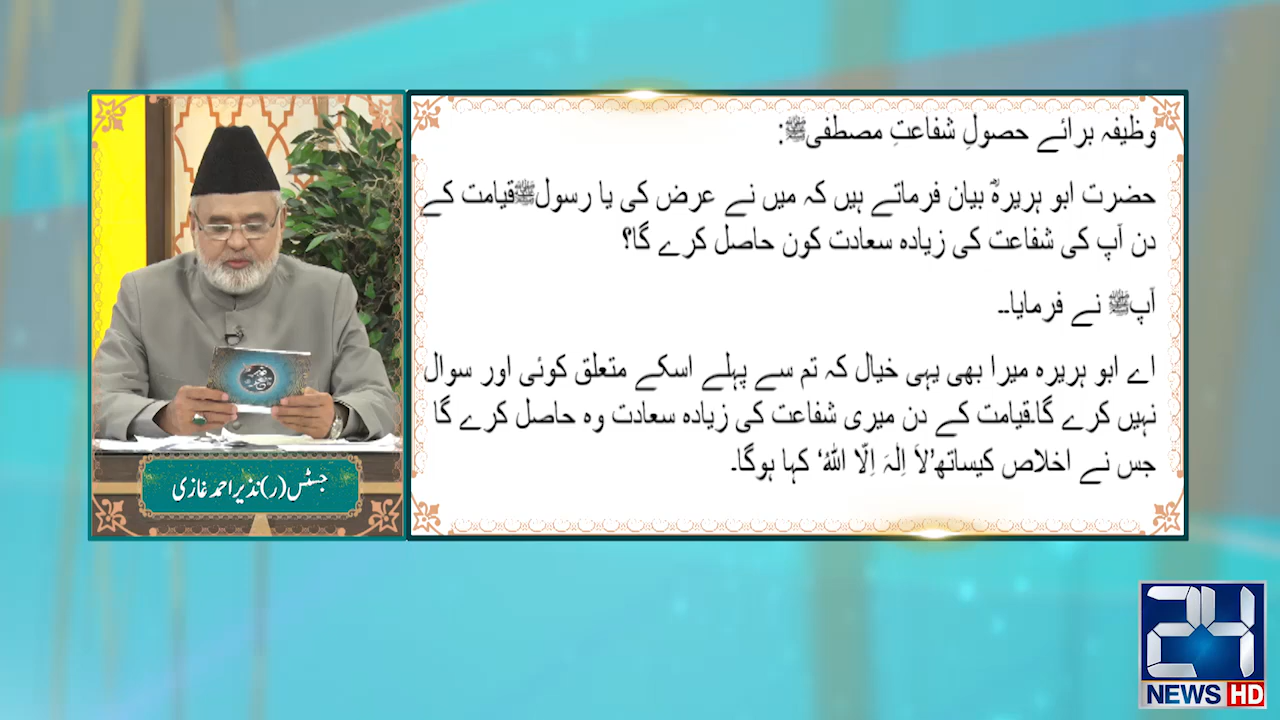 وظیفہ برائے حصولِ شفاعتِ مصطفیﷺ:
حضرت ابو ہریرہؓ بیان فرماتے ہیں کہ میں نے عرض کی یا رسولﷺقیامت کے
دن آپ کی شفاعت کی زیادہ سعادت کون حاصل کرے گا؟
آپﷺ نے فرمایا۔۔
اے ابو ہریرہ میرا بھی یہی خیال کہ تم سے پہلے اسکے متعلق کوئی اور سوال
نہیں کرے گا۔قیامت کے دن میری شفاعت کی زیادہ سعادت وہ حاصل کرے گا
جس نے اخلاص کیساتھ’لاَ اِلٰہَ اِلّا اللہُ‘ کہا ہوگا۔
جسٹس (ر) نذیر احمد غازی
24
NEWS HD